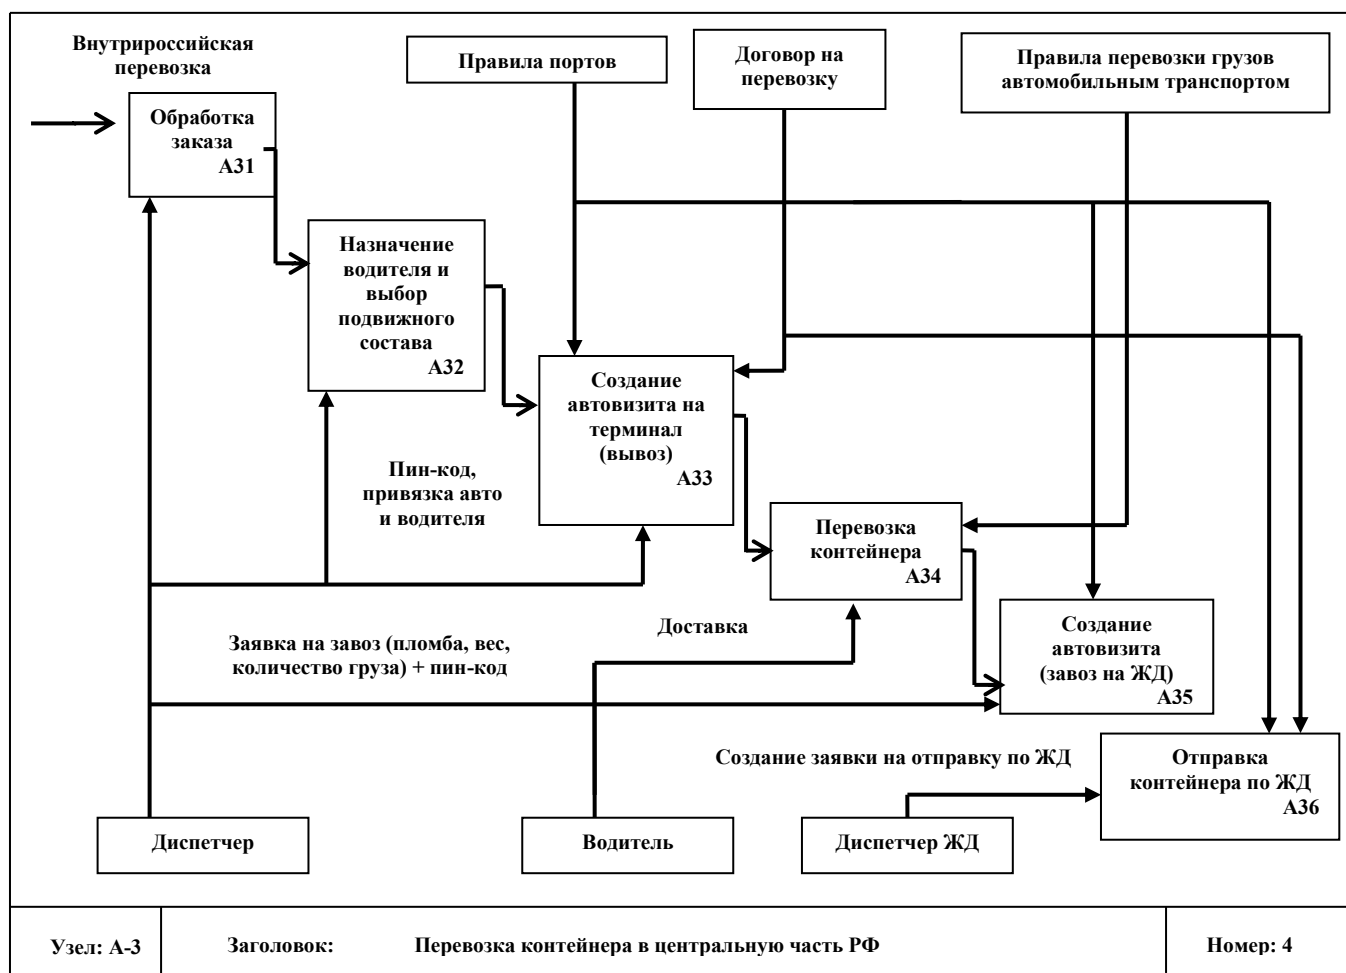 Внутрироссийская
перевозка
Правила портов
Договор на
перевозку
Правила перевозки грузов
автомобильным транспортом
Обработка
заказа
А31
Назначение
водителя и
выбор
подвижного
состава
А32
Создание
автовизита на
терминал
(вывоз)
А33
Пин-код,
привязка авто
и водителя
Перевозка
контейнера
А34
Доставка
Заявка на завоз (пломба, вес,
количество груза) + пин-код
Создание
автовизита
(завоз на ЖД)
А35
Создание заявки на отправку по ЖД
Отправка
контейнера по ЖД
А36
Диспетчер
Водитель
Диспетчер ЖД
Узел: А-3
Заголовок:
Перевозка контейнера в центральную часть РФ
Номер: 4